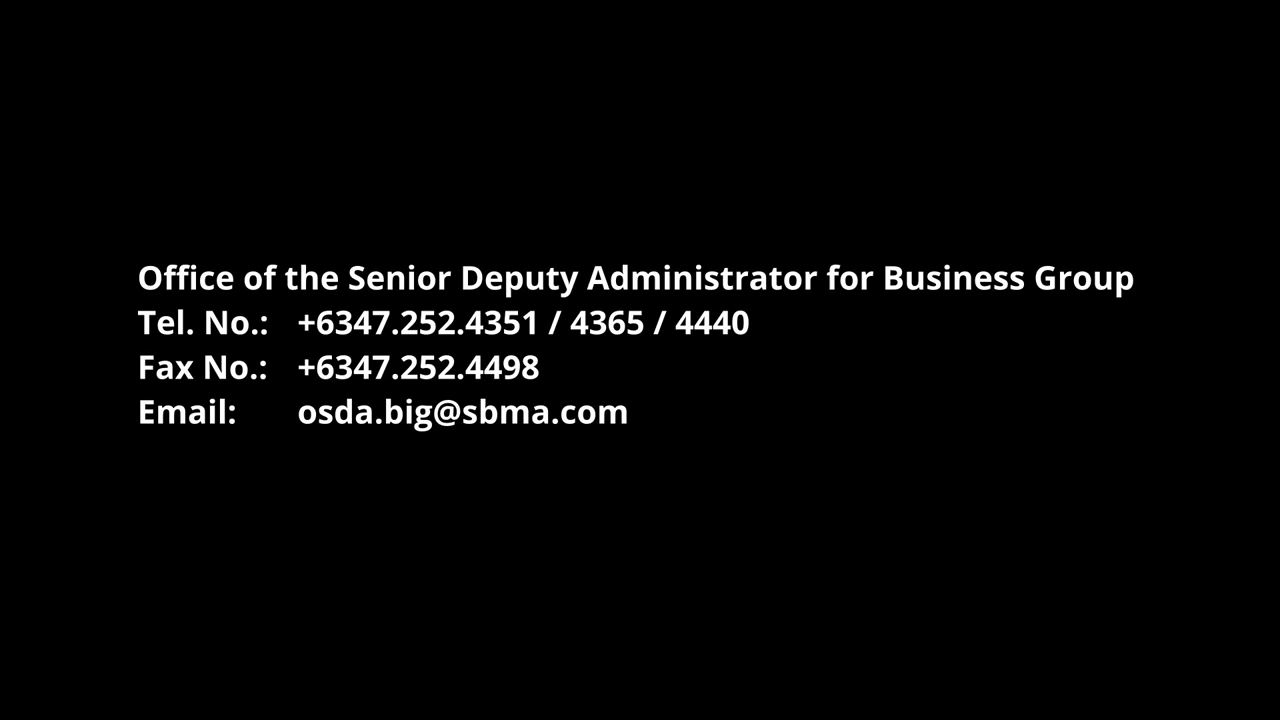 Office of the Senior Deputy Administrator for Business Group
Tel. No.: +6347.252.4351 / 4365 / 4440
Fax No.: +6347.252.4498
Email: osda.big@sbma.com